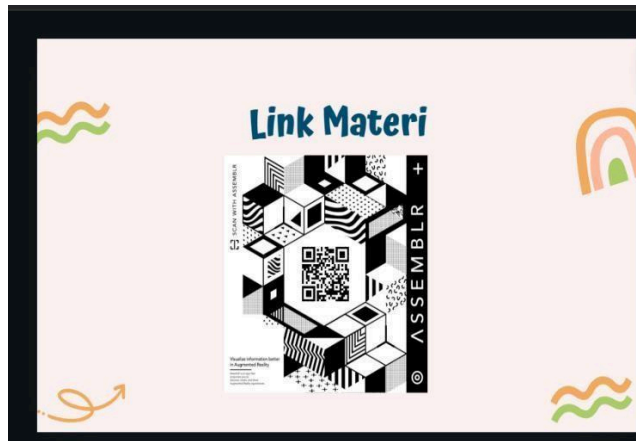 Link Materi
SCAN WITH ASSEMBLR
ASSEMBLR
Visualize information better
in Augmented Reality